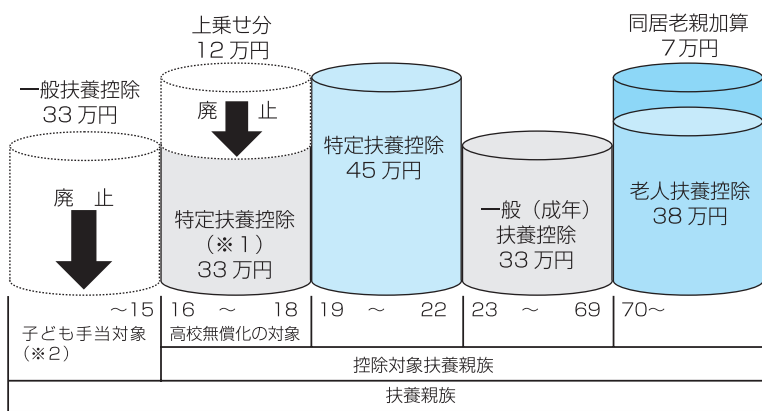 一般扶養控除
33万円
廃 止
上乗せ分
12万円
廃 止
特定扶養控除
（※1）
33万円
特定扶養控除
45万円
一般（成年）
扶養控除
33万円
同居老親加算
7万円
老人扶養控除
38万円
～15
16 ～ 18
19 ～ 22
23 ～ 69
70～
子ども手当対象
（※2）
高校無償化の対象
控除対象扶養親族
扶養親族